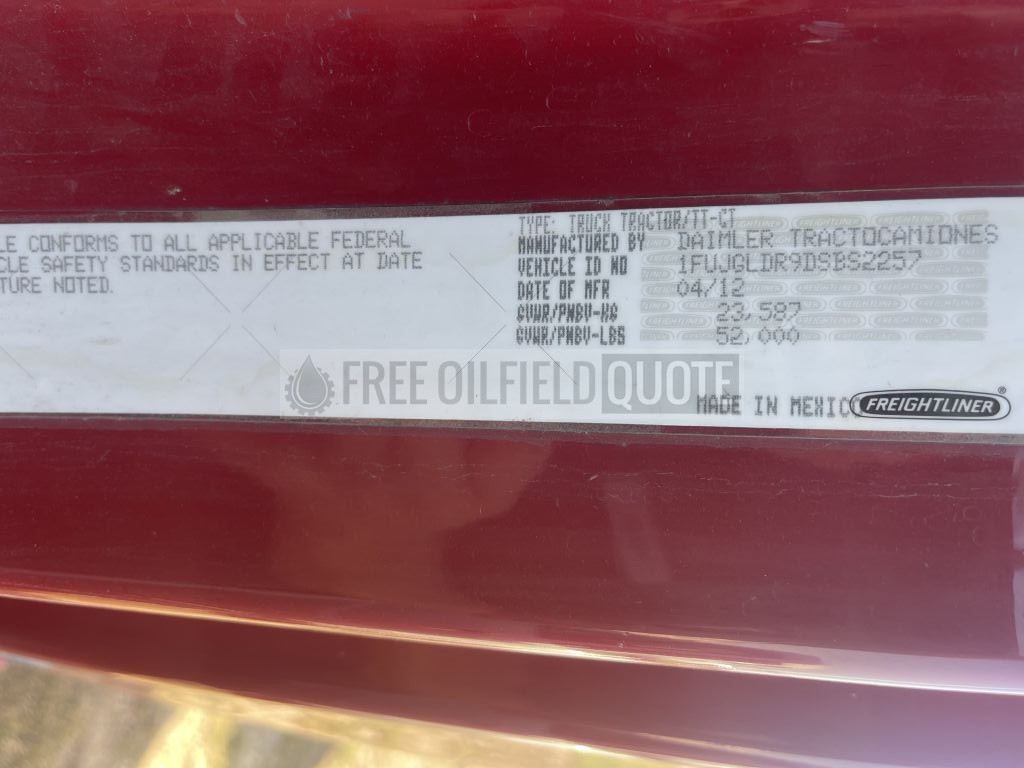 LE CONFORMS TO ALL APPLICABLE FEDERAL
CLE SAFETY STANDARDS IN EFFECT AT DATE
TURE NOTED.
TYPE: TRUCK TRACTOR/TT-CT
MANUFACTURED BY DAIMLER TRACTOCAMIONES
VEHICLE ID NO 1FUJGLDR9DSBS2257
DATE OF MFR 04/12
GVWR/PNBV-KG 23,587
GVWR/PNBV-LBS 52,000
FREE OILFIELD QUOTE
MADE IN MEXICO
FREIGHTLINER®